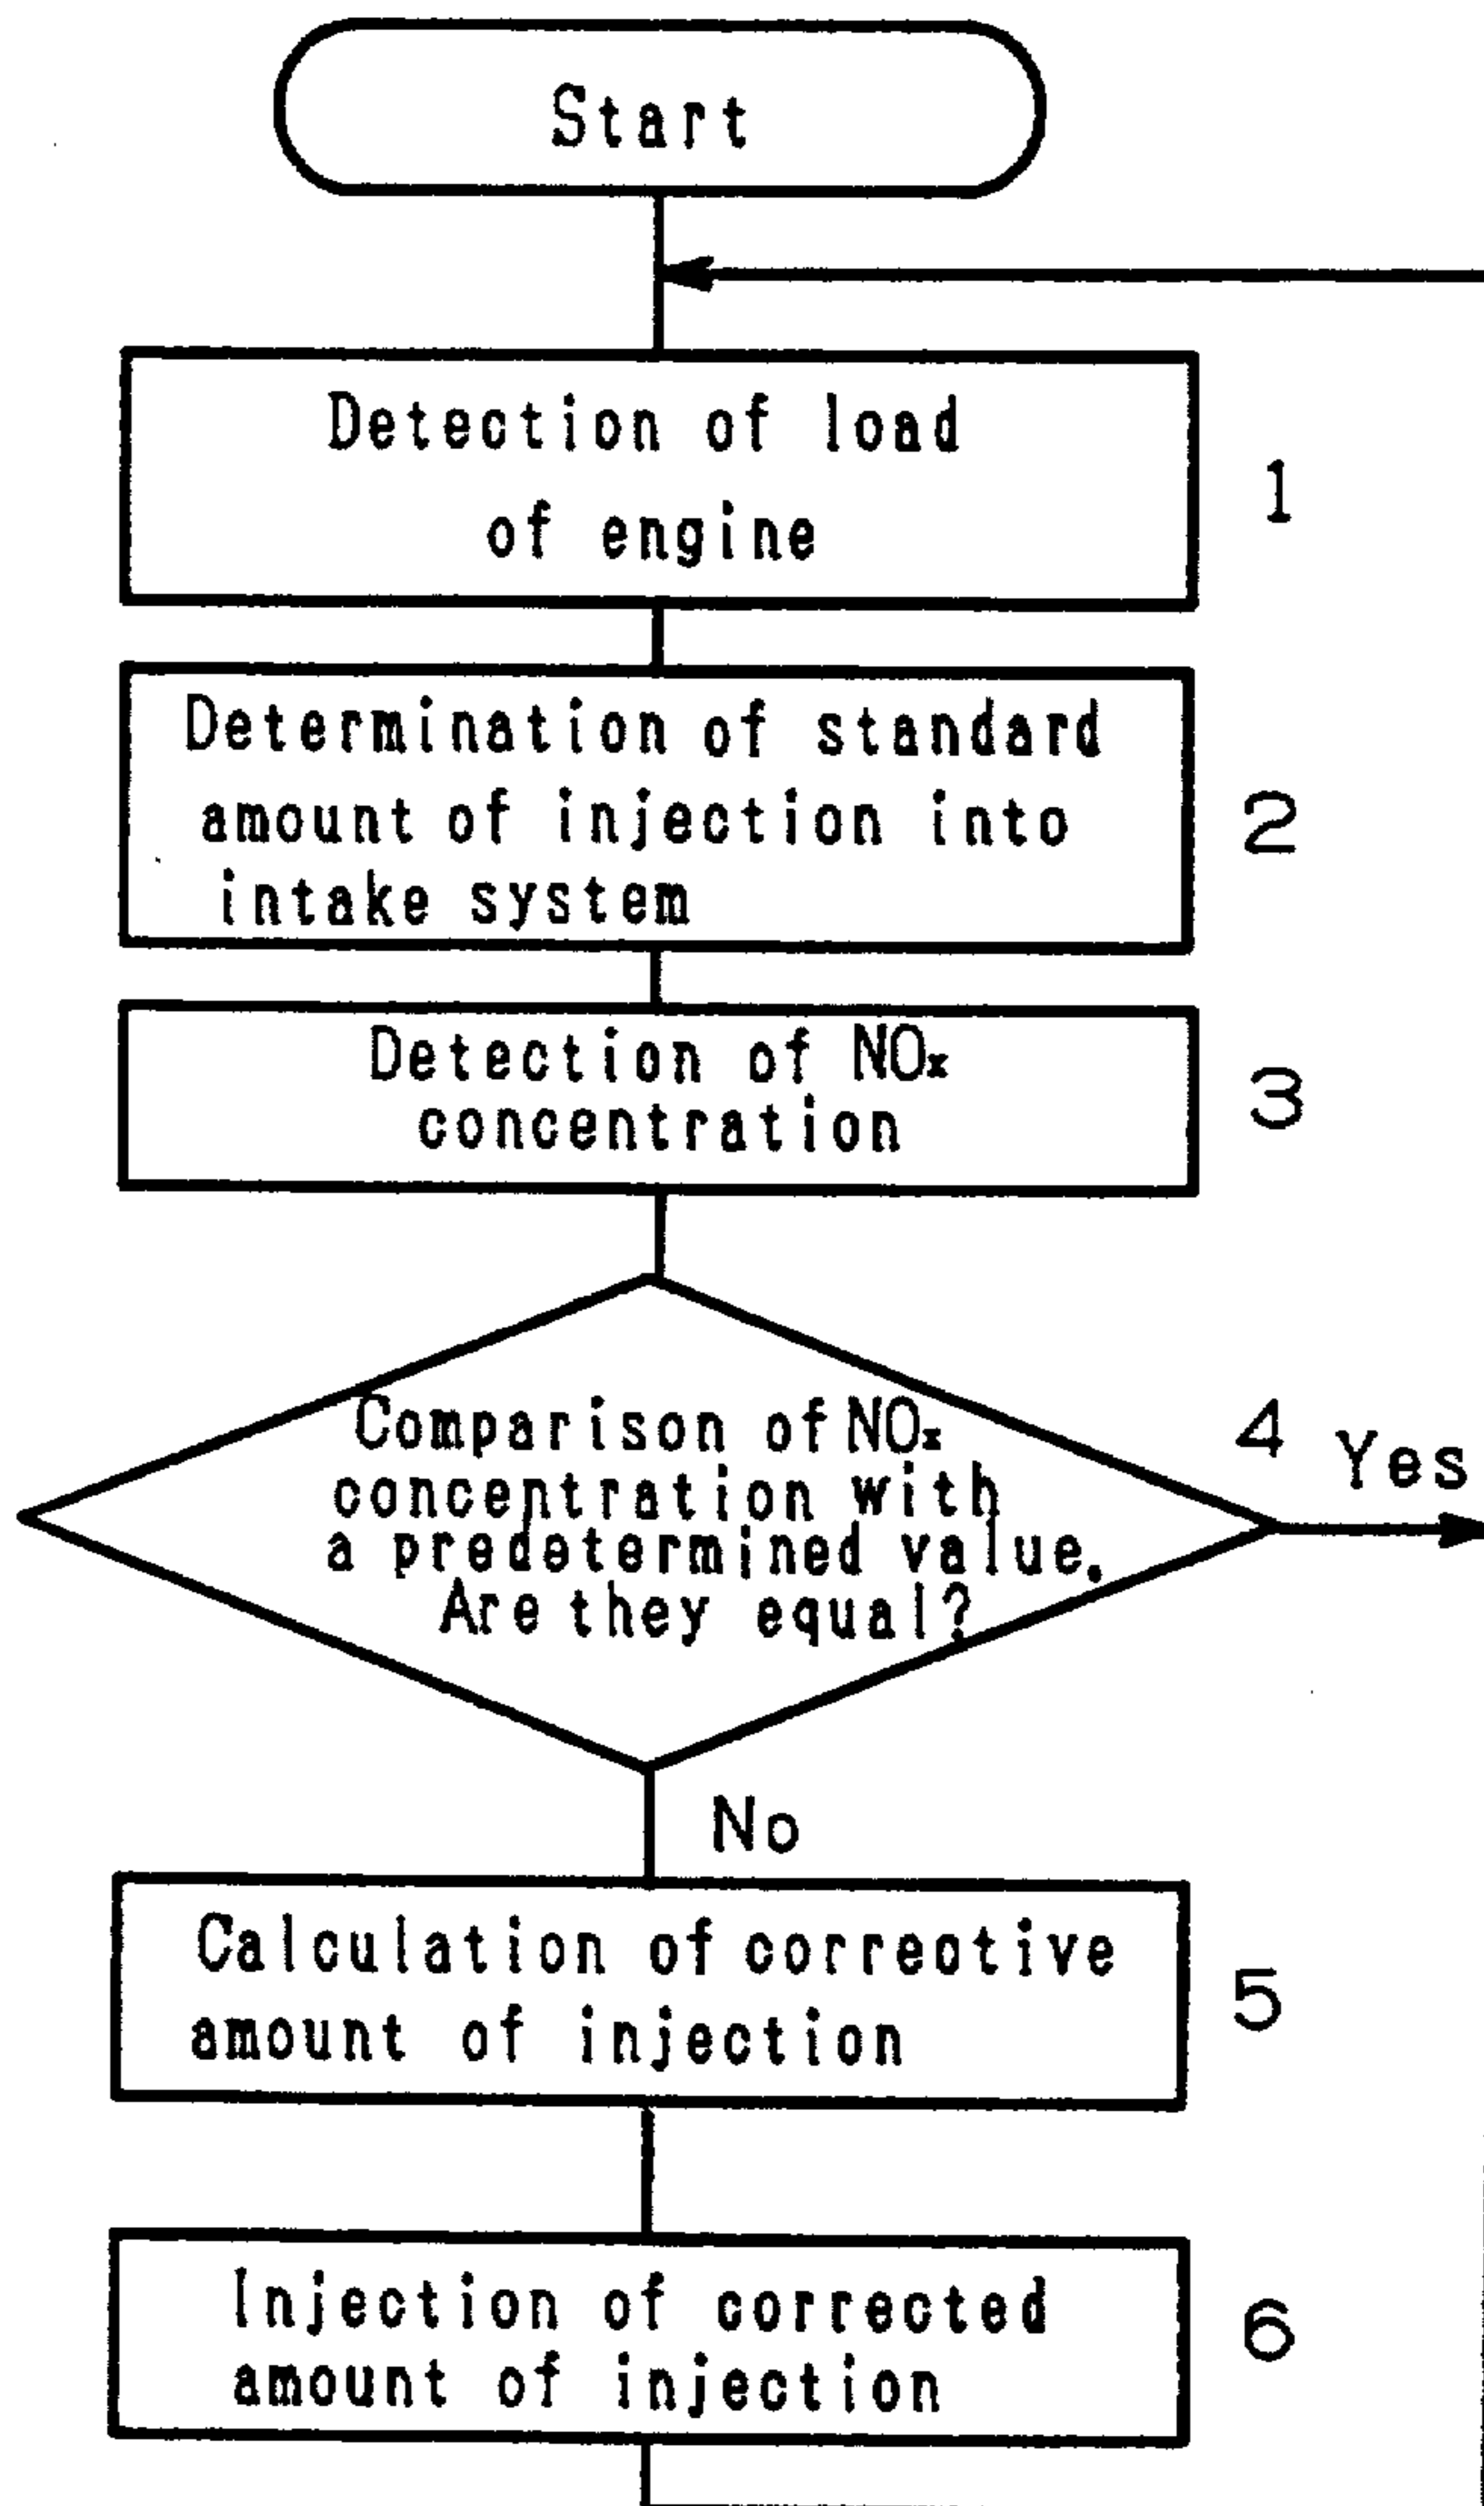 Start
Detection of load
of engine
1
Determination of standard
amount of injection into
intake system
2
Detection of NOx
concentration
3
Comparison of NOx
concentration with
a predetermined value.
Are they equal?
4
Yes
No
Calculation of corrective
amount of injection
5
Injection of corrected
amount of injection
6